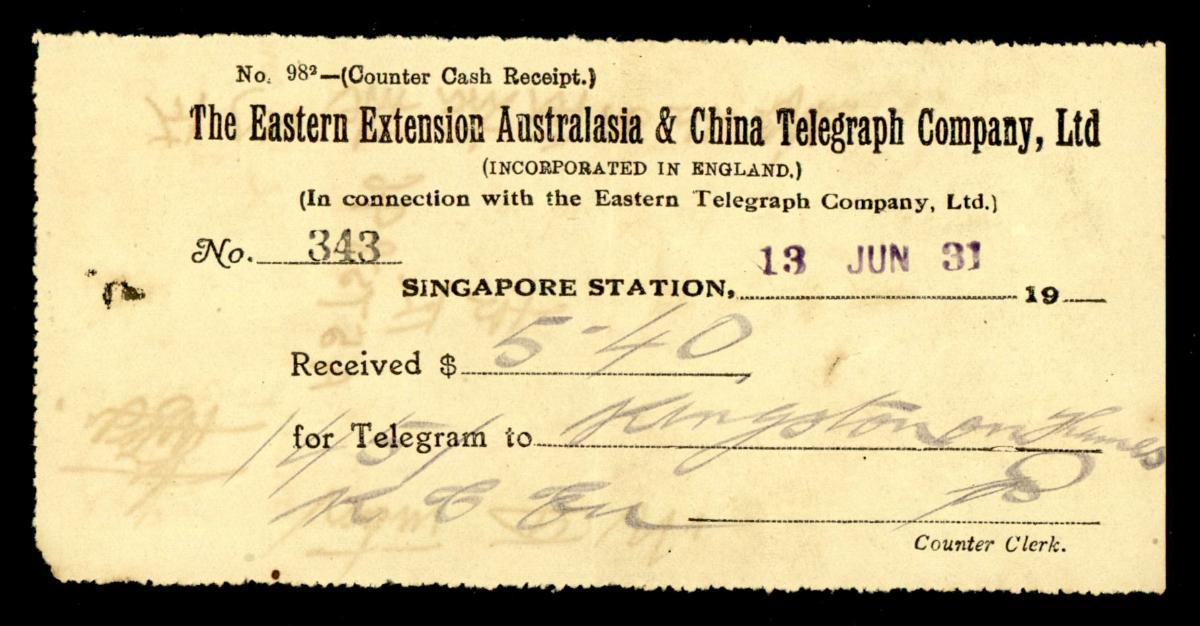 No. 98²—(Counter Cash Receipt.)
The Eastern Extension Australasia & China Telegraph Company, Ltd
(INCORPORATED IN ENGLAND.)
(In connection with the Eastern Telegraph Company, Ltd.)
No. 343
13 JUN 31
SINGAPORE STATION, 19
Received $ 5-40
for Telegram to Kingston on Thames
1451
K C
Counter Clerk.